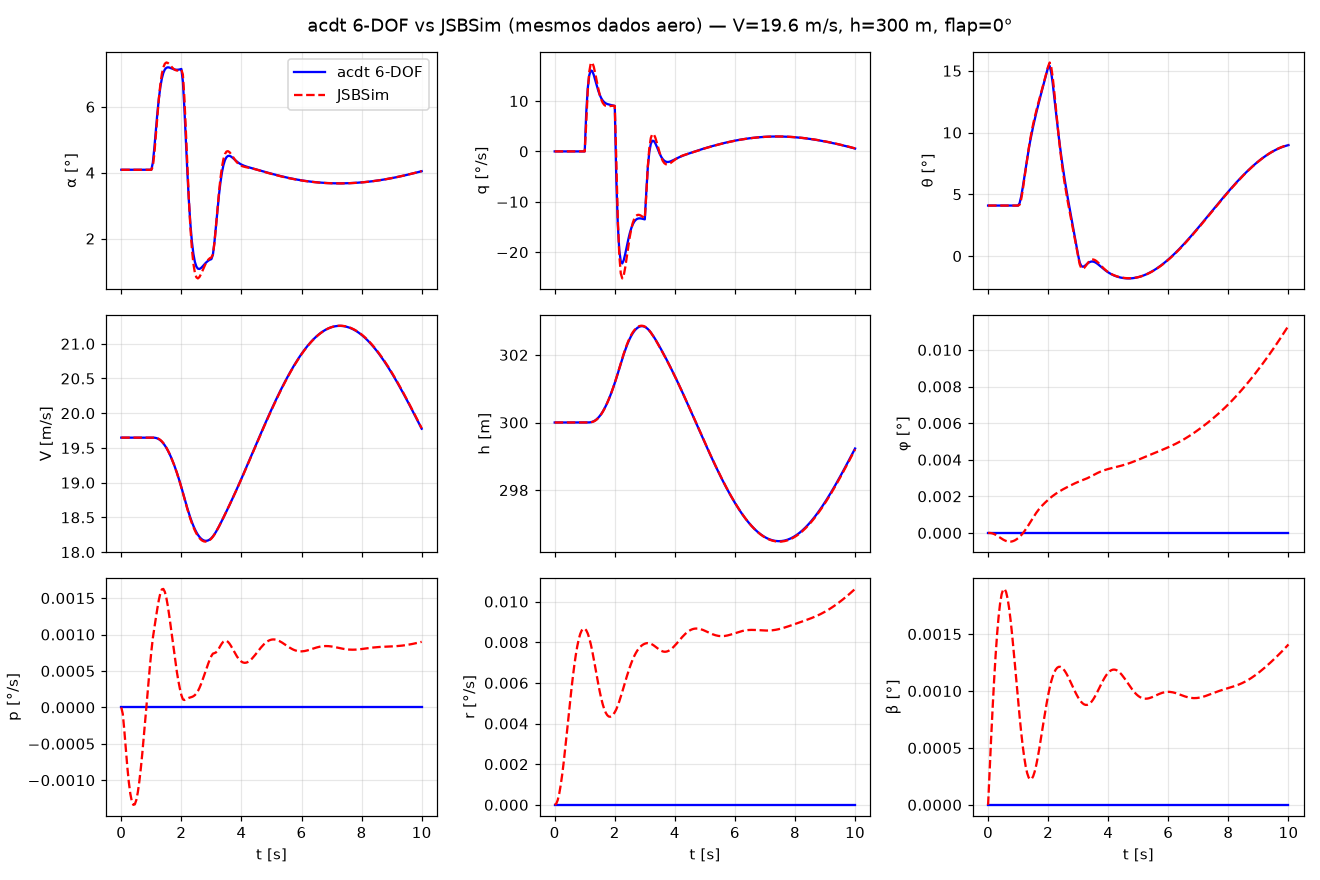 acdt 6-DOF vs JSBSim (mesmos dados aero) — V=19.6 m/s, h=300 m, flap=0°
α [°]
6
4
2
acdt 6-DOF
JSBSim
q [°/s]
10
0
−10
−20
θ [°]
15
10
5
0
V [m/s]
21.0
20.5
20.0
19.5
19.0
18.5
18.0
h [m]
302
300
298
φ [°]
0.010
0.008
0.006
0.004
0.002
0.000
p [°/s]
0.0015
0.0010
0.0005
0.0000
−0.0005
−0.0010
0 2 4 6 8 10
t [s]
r [°/s]
0.010
0.008
0.006
0.004
0.002
0.000
0 2 4 6 8 10
t [s]
β [°]
0.0015
0.0010
0.0005
0.0000
0 2 4 6 8 10
t [s]